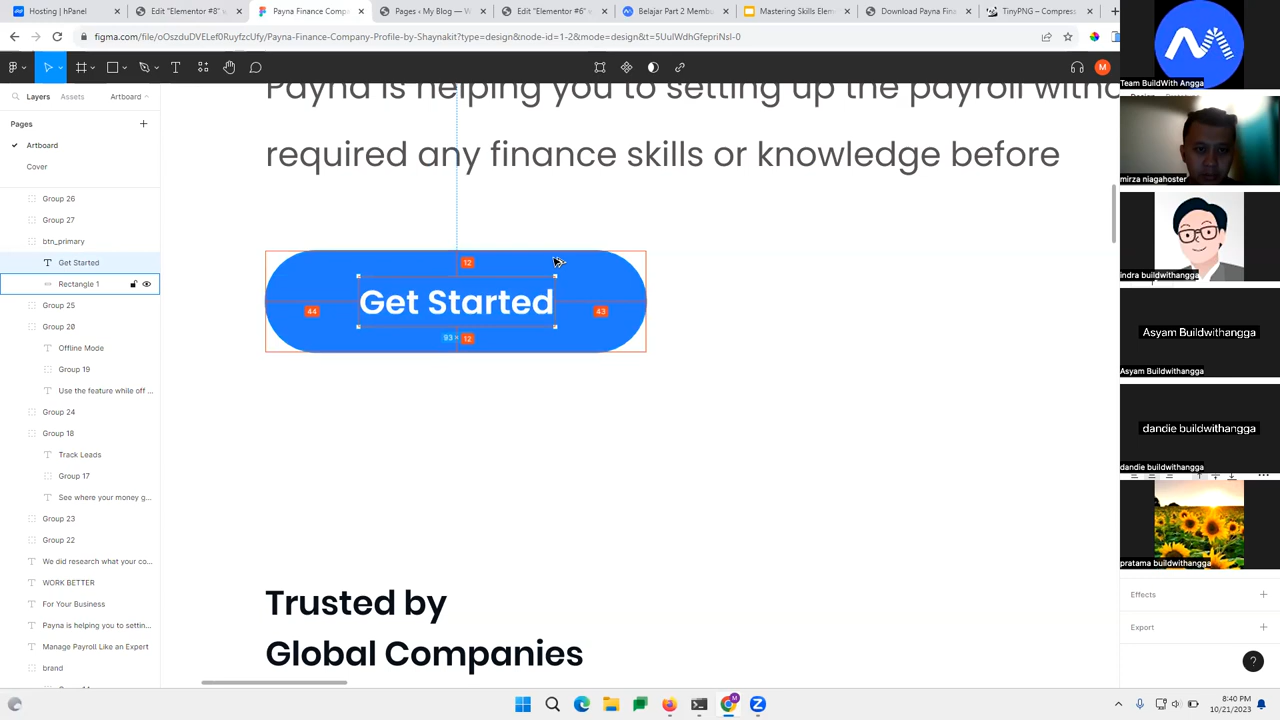 Hosting | hPanel
Edit "Elementor #8" w
Payna Finance Comp
Pages ‹ My Blog — W
Edit "Elementor #6" w
Belajar Part 2 Membu
Mastering Skills Elem
Download Payna Fina
TinyPNG – Compress
figma.com/file/oOszduDVELef0RuyfzcUfy/Payna-Finance-Company-Profile-by-Shaynakit?type=design&node-id=1-2&mode=design&t=5UuIWdhGfepriNsI-0
Layers
Assets
Artboard
Pages
Artboard
Cover
Group 26
Group 27
btn_primary
Get Started
Rectangle 1
Group 25
Group 20
Offline Mode
Group 19
Use the feature while off ...
Group 24
Group 18
Track Leads
Group 17
See where your money g...
Group 23
Group 22
We did research what your co...
WORK BETTER
For Your Business
Payna is helping you to settin...
Manage Payroll Like an Expert
brand
Payna is helping you to setting up the payroll witho
required any finance skills or knowledge before
12
Get Started
44
43
93
12
Trusted by
Global Companies
M
Team BuildWith Angga
mirza niagahoster
indra buildwithangga
Asyam Buildwithangga
Asyam Buildwithangga
dandie buildwithangga
dandie buildwithangga
pratama buildwithangga
Effects
Export
?
8:40 PM
10/21/2023